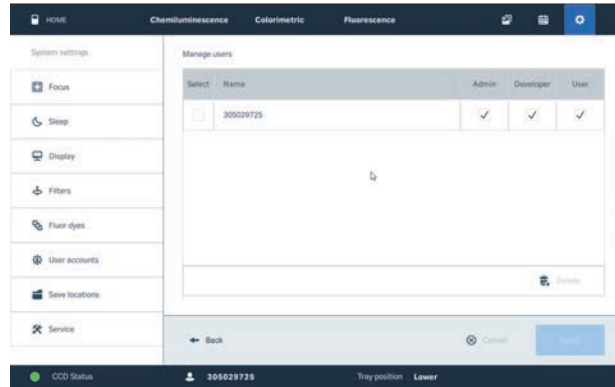 HOME Chemiluminescence Colorimetric Fluorescence
System settings
Focus
Sleep
Display
Filters
Fluor dyes
User accounts
Save locations
Service
Manage users
Select Name Admin Developer User
305029725
Delete
Back Cancel
CCD Status 305029725 Tray position Lower